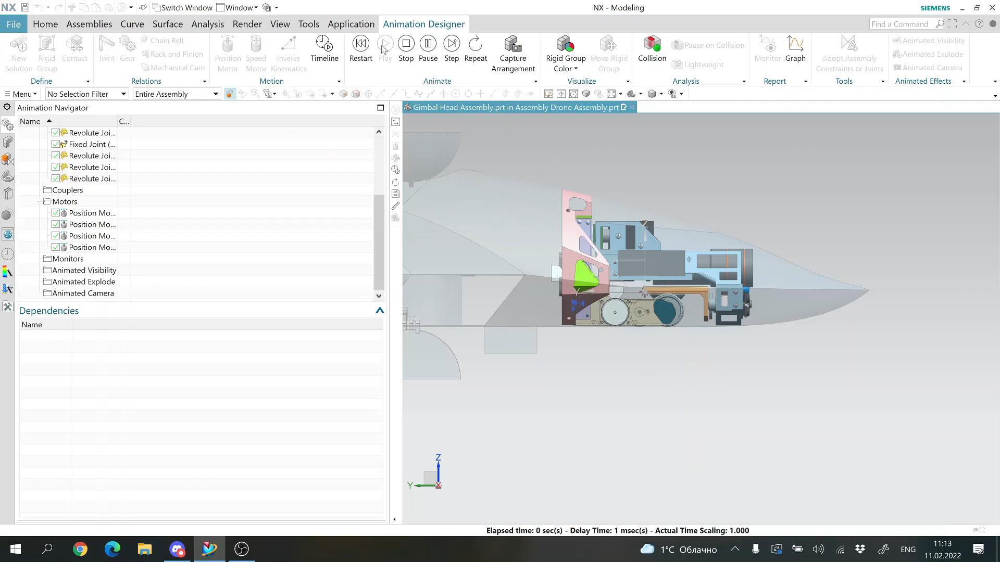 NX Switch Window Window NX - Modeling SIEMENS
File Home Assemblies Curve Surface Analysis Render View Tools Application Animation Designer Find a Command
New Solution
Rigid Group
Contact
Define
Joint
Gear
Chain Belt
Rack and Pinion
Mechanical Cam
Relations
Position Motor
Speed Motor
Inverse Kinematics
Timeline
Motion
Restart
Play
Stop
Pause
Step
Repeat
Capture Arrangement
Animate
Rigid Group Color
Move Rigid Group
Visualize
Collision
Pause on Collision
Lightweight
Analysis
Monitor
Graph
Report
Adopt Assembly Constraints or Joints
Tools
Animated Visibility
Animated Explode
Animated Camera
Animated Effects
Menu No Selection Filter Entire Assembly
Animation Navigator
Gimbal Head Assembly.prt in Assembly Drone Assembly.prt
Name C...
Revolute Joi...
Fixed Joint (...
Revolute Joi...
Revolute Joi...
Revolute Joi...
Couplers
Motors
Position Mo...
Position Mo...
Position Mo...
Position Mo...
Monitors
Animated Visibility
Animated Explode
Animated Camera
Dependencies
Name
Y
Y
Z
Y
X
Elapsed time: 0 sec(s) - Delay Time: 1 msec(s) - Actual Time Scaling: 1.000
1°C Облачно
ENG
11:13
11.02.2022